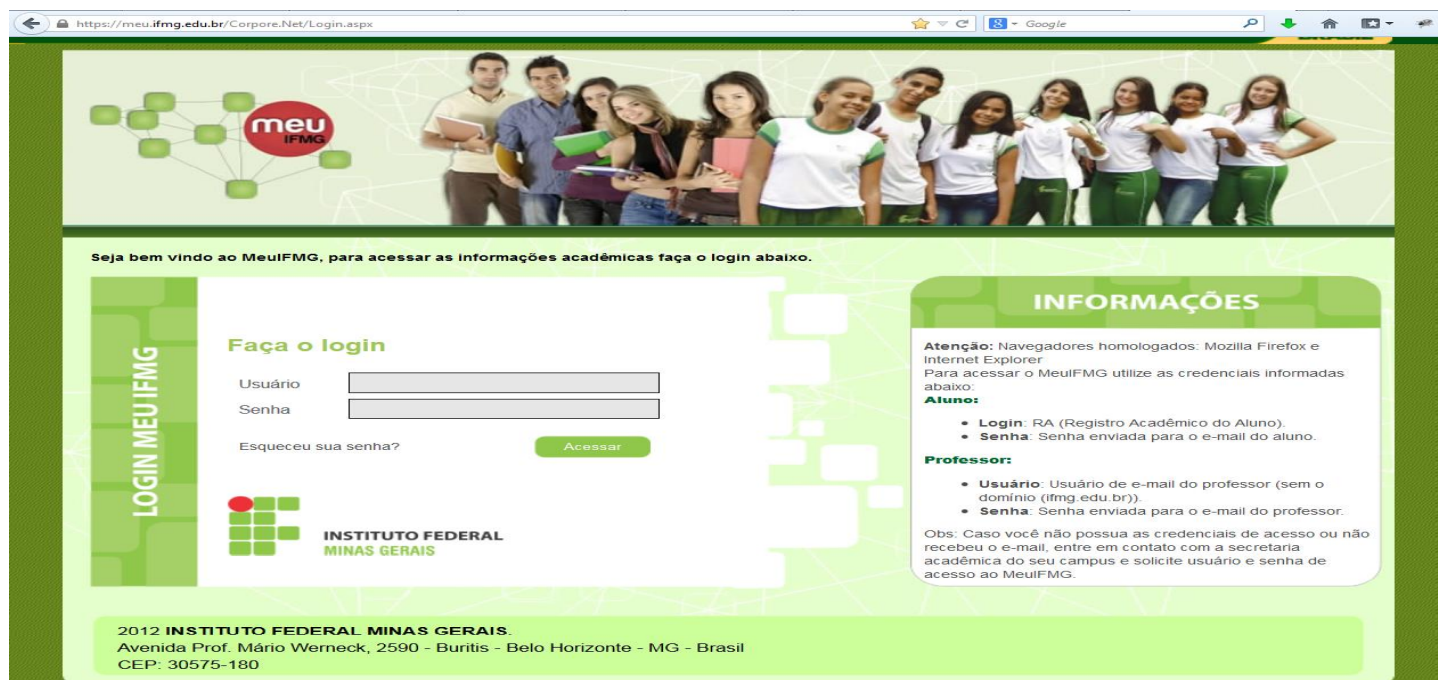 https://meu.ifmg.edu.br/Corpore.Net/Login.aspx
Google
meu
IFMG
Seja bem vindo ao MeuIFMG, para acessar as informações acadêmicas faça o login abaixo.
LOGIN MEU IFMG
Faça o login
Usuário
Senha
Esqueceu sua senha?
Acessar
INSTITUTO FEDERAL
MINAS GERAIS
INFORMAÇÕES
Atenção: Navegadores homologados: Mozilla Firefox e
Internet Explorer
Para acessar o MeuIFMG utilize as credenciais informadas
abaixo:
Aluno:
• Login: RA (Registro Acadêmico do Aluno).
• Senha: Senha enviada para o e-mail do aluno.
Professor:
• Usuário: Usuário de e-mail do professor (sem o
domínio (ifmg.edu.br)).
• Senha: Senha enviada para o e-mail do professor.
Obs: Caso você não possua as credenciais de acesso ou não
recebeu o e-mail, entre em contato com a secretaria
acadêmica do seu campus e solicite usuário e senha de
acesso ao MeuIFMG.
2012 INSTITUTO FEDERAL MINAS GERAIS.
Avenida Prof. Mário Werneck, 2590 - Buritis - Belo Horizonte - MG - Brasil
CEP: 30575-180